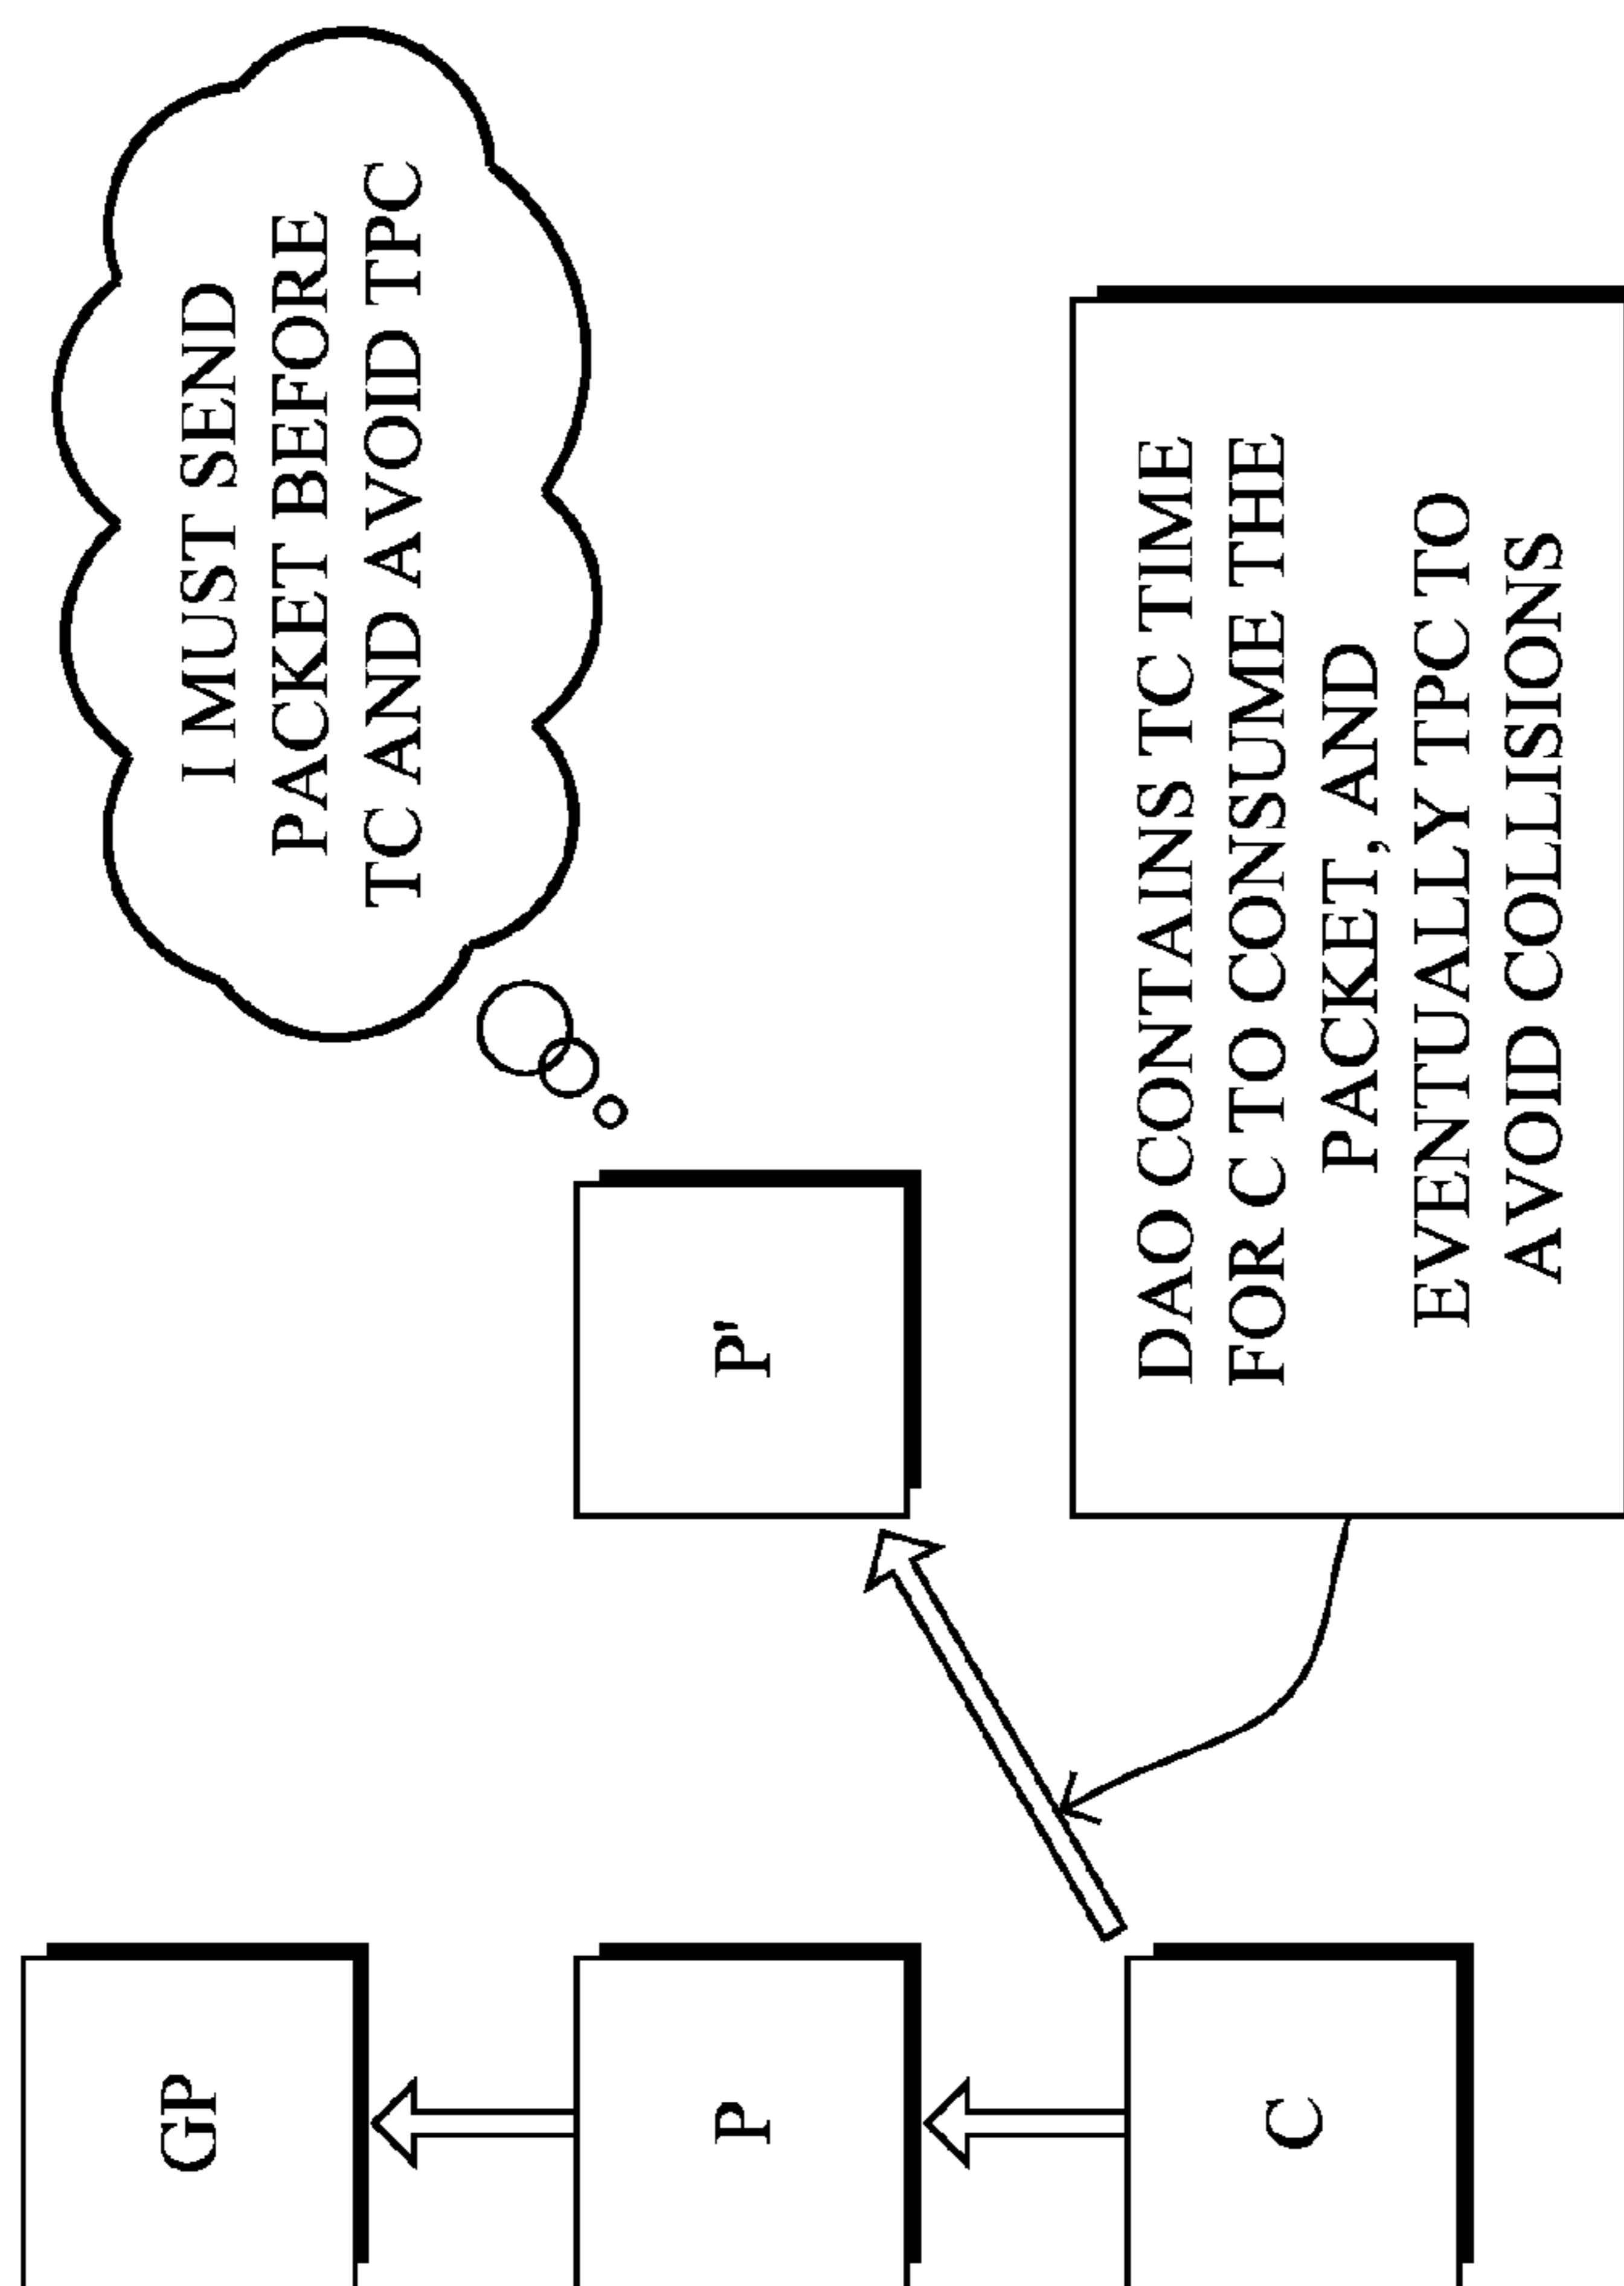 I MUST SEND
PACKET BEFORE
TC AND AVOID TPC
GP
P
P'
C
DAO CONTAINS TC TIME
FOR C TO CONSUME THE
PACKET, AND
EVENTUALLY TPC TO
AVOID COLLISIONS